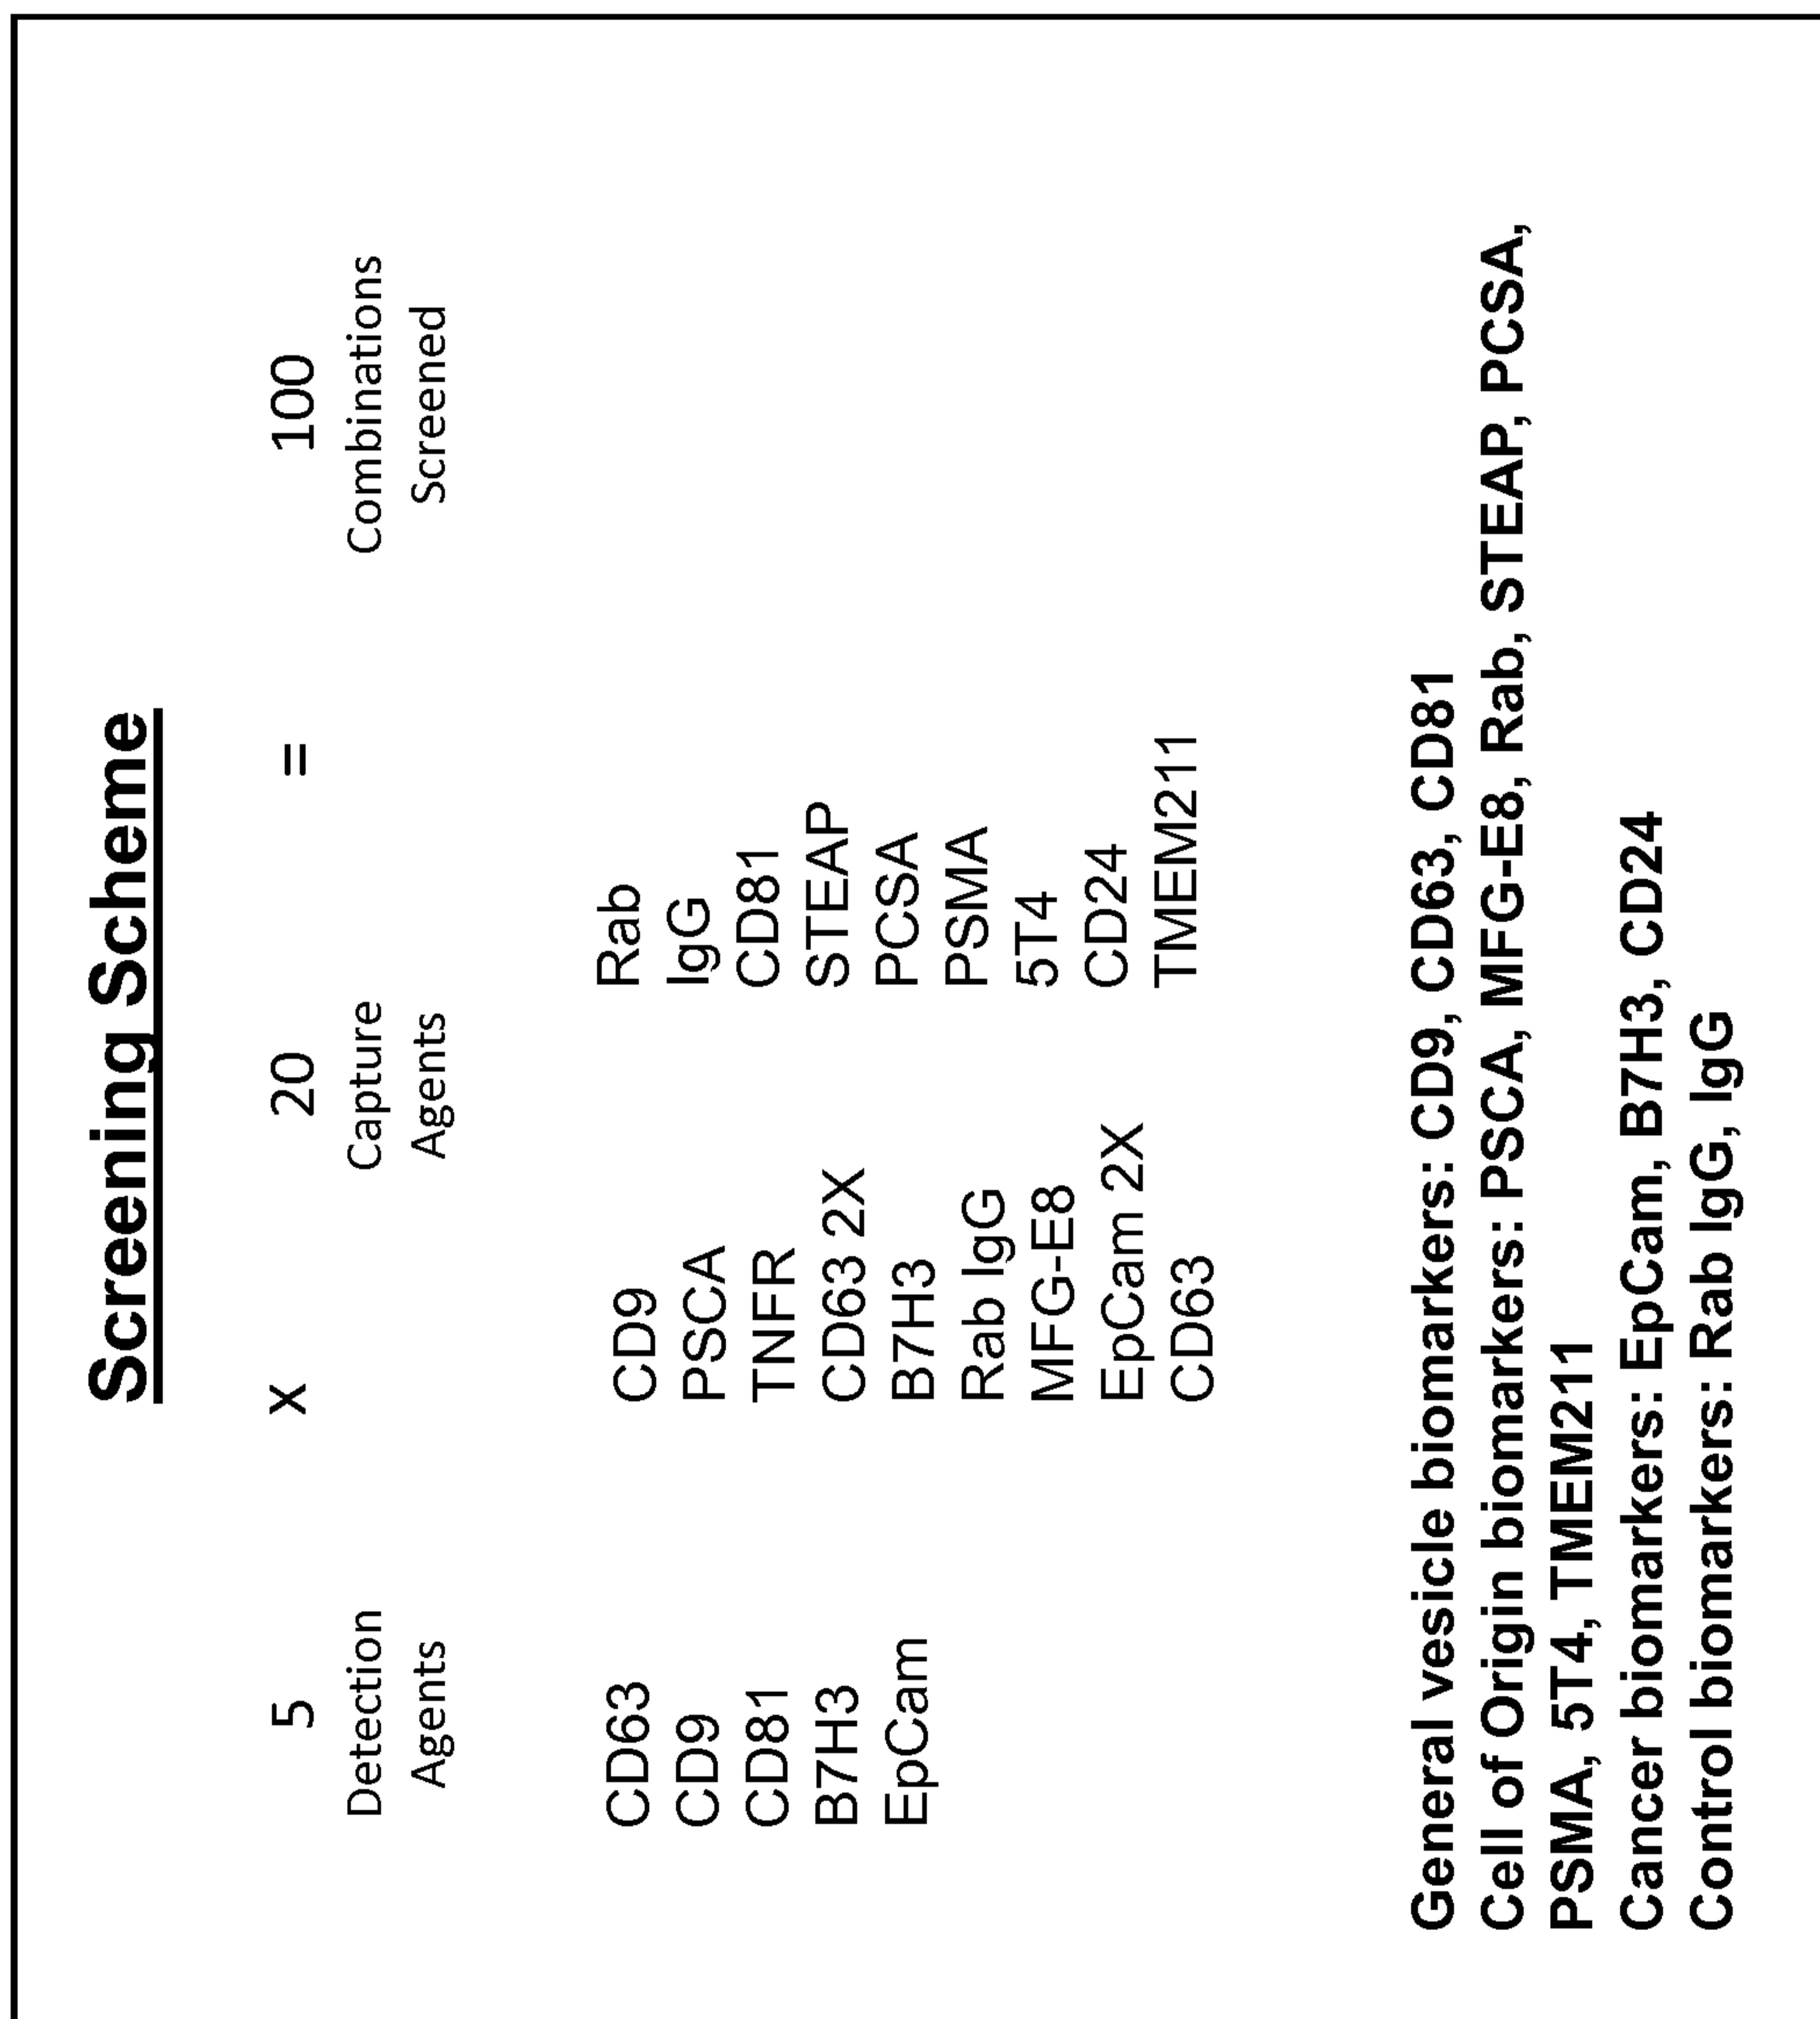 Screening Scheme
5 x 20 = 100
Detection Agents
Capture Agents
Combinations Screened
CD63
CD9
CD81
B7H3
EpCam
CD9
PSCA
TNFR
CD63 2X
B7H3
Rab IgG
MFG-E8
EpCam 2X
CD63
Rab
IgG
CD81
STEAP
PCSA
PSMA
5T4
CD24
TMEM211
General vesicle biomarkers: CD9, CD63, CD81
Cell of Origin biomarkers: PSCA, MFG-E8, Rab, STEAP, PCSA,
PSMA, 5T4, TMEM211
Cancer biomarkers: EpCam, B7H3, CD24
Control biomarkers: Rab IgG, IgG